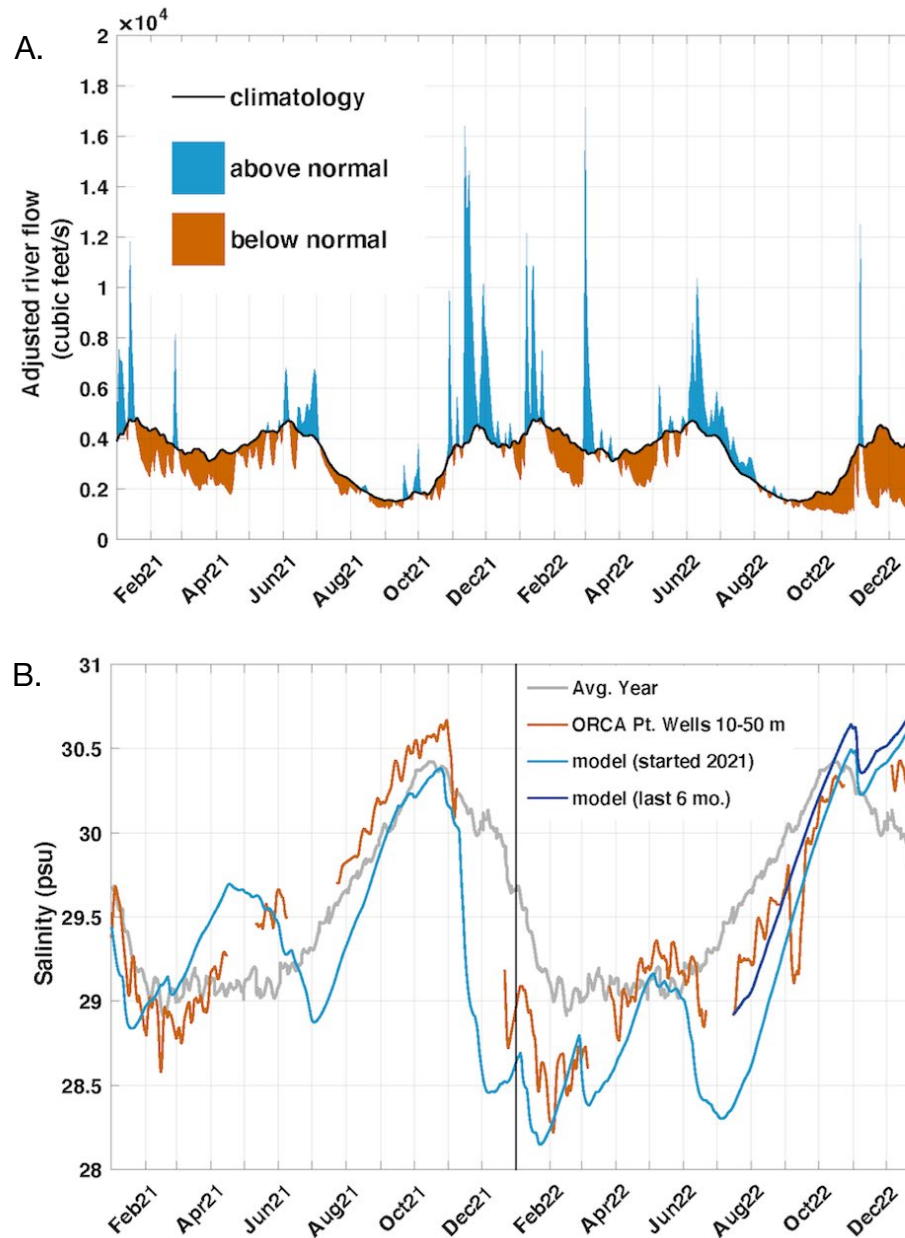 A.
×10⁴
2
1.8
1.6
1.4
1.2
1
0.8
0.6
0.4
0.2
0
Adjusted river flow
(cubic feet/s)
climatology
above normal
below normal
Feb21 Apr21 Jun21 Aug21 Oct21 Dec21 Feb22 Apr22 Jun22 Aug22 Oct22 Dec22
B.
31
30.5
30
29.5
29
28.5
28
Salinity (psu)
Avg. Year
ORCA Pt. Wells 10-50 m
model (started 2021)
model (last 6 mo.)
Feb21 Apr21 Jun21 Aug21 Oct21 Dec21 Feb22 Apr22 Jun22 Aug22 Oct22 Dec22